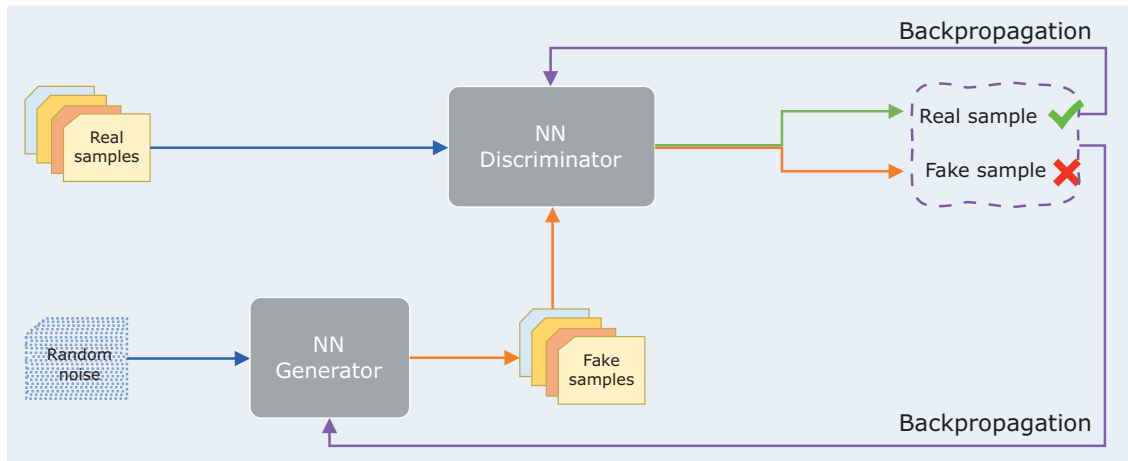 Backpropagation
Real
samples
NN
Discriminator
Real sample
Fake sample
Random
noise
NN
Generator
Fake
samples
Backpropagation